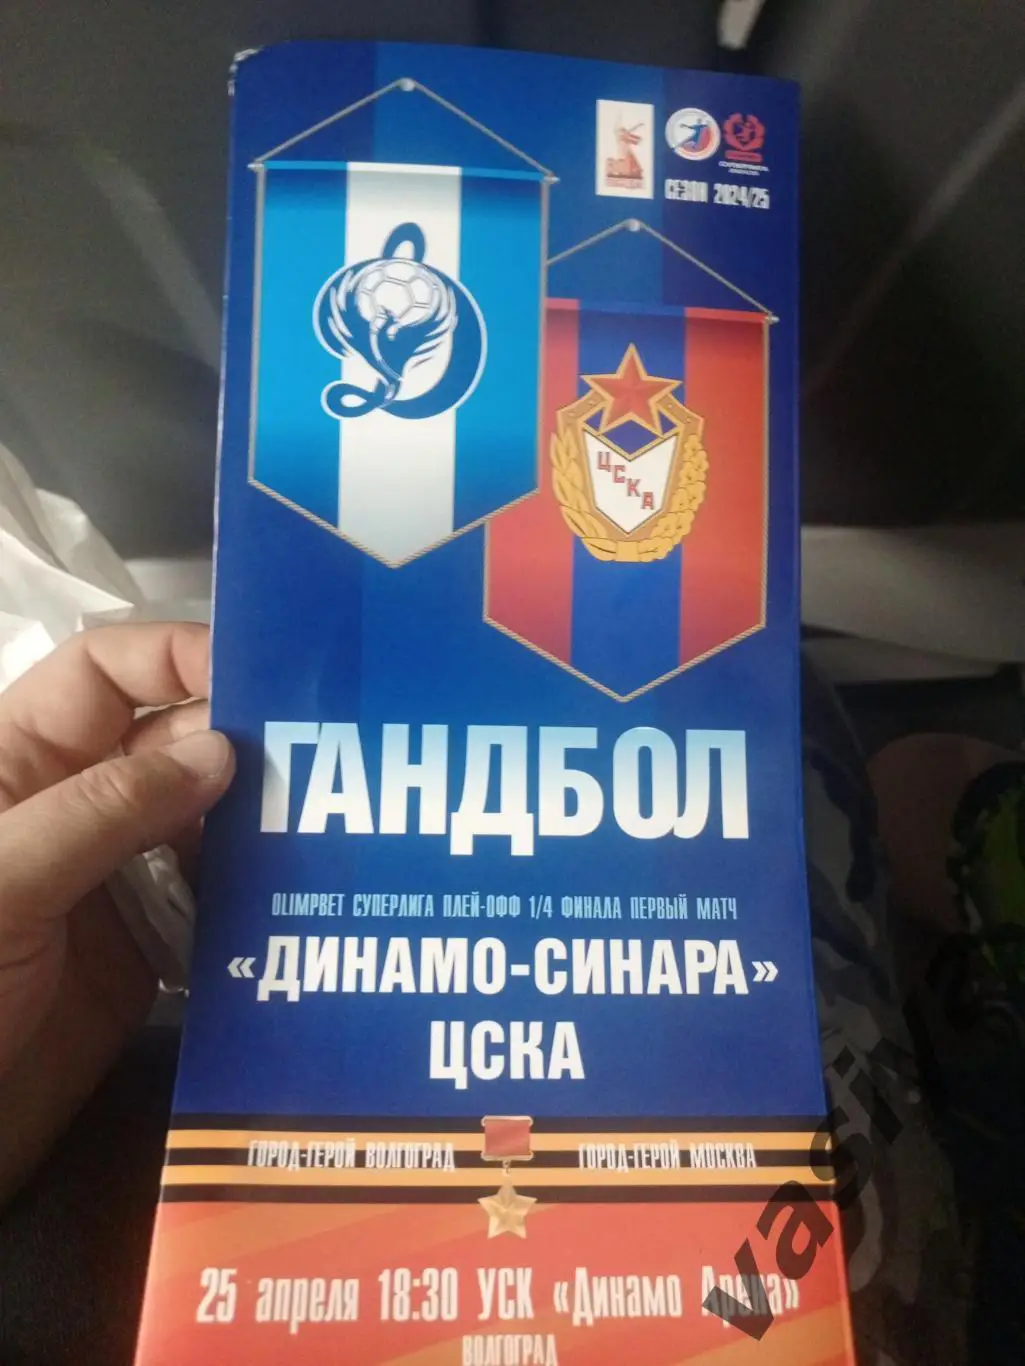 СЕЗОН 2024/25
ЦСКА
ГАНДБОЛ
OLIMPBET СУПЕРЛИГА ПЛЕЙ-ОФФ 1/4 ФИНАЛА ПЕРВЫЙ МАТЧ
«ДИНАМО-СИНАРА»
ЦСКА
ГОРОД-ГЕРОЙ ВОЛГОГРАД
ГОРОД-ГЕРОЙ МОСКВА
25 апреля 18:30 УСК «Динамо Арена»
ВОЛГОГРАД